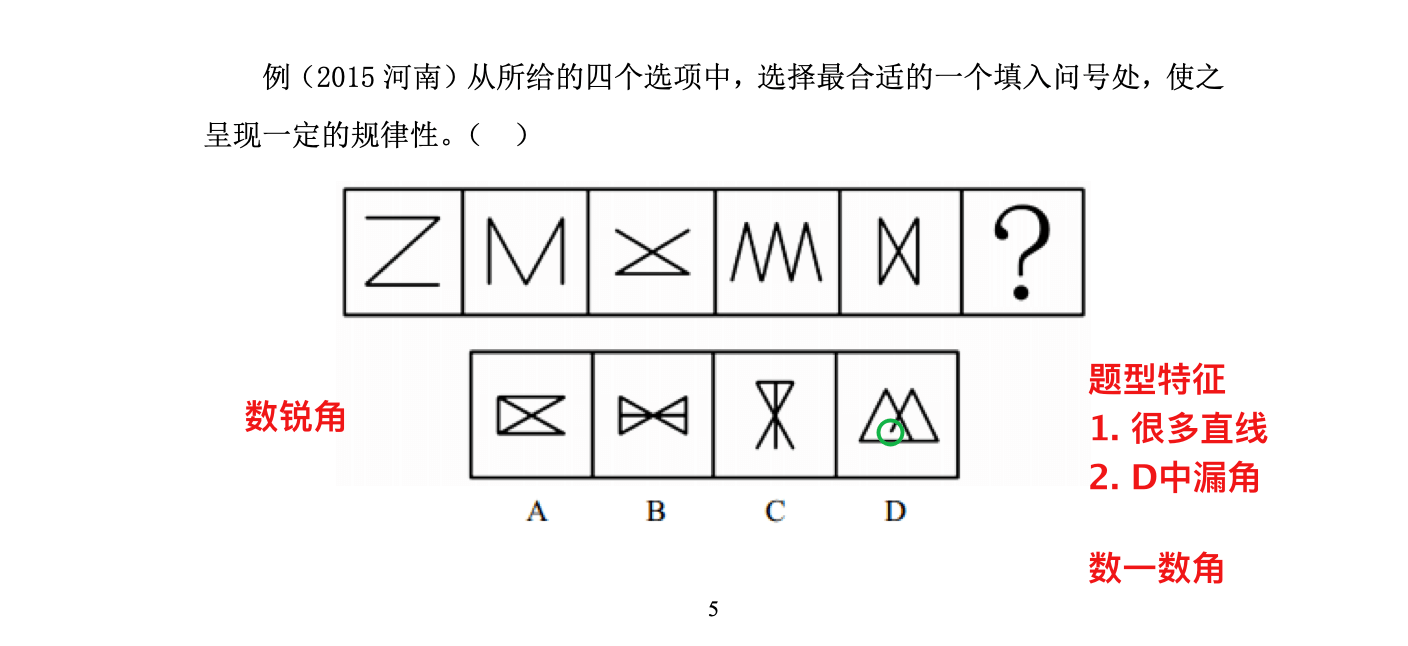 例（2015 河南）从所给的四个选项中，选择最合适的一个填入问号处，使之
呈现一定的规律性。（ ）
?
数锐角
题型特征
1. 很多直线
2. D中漏角
A B C D
数一数角
5